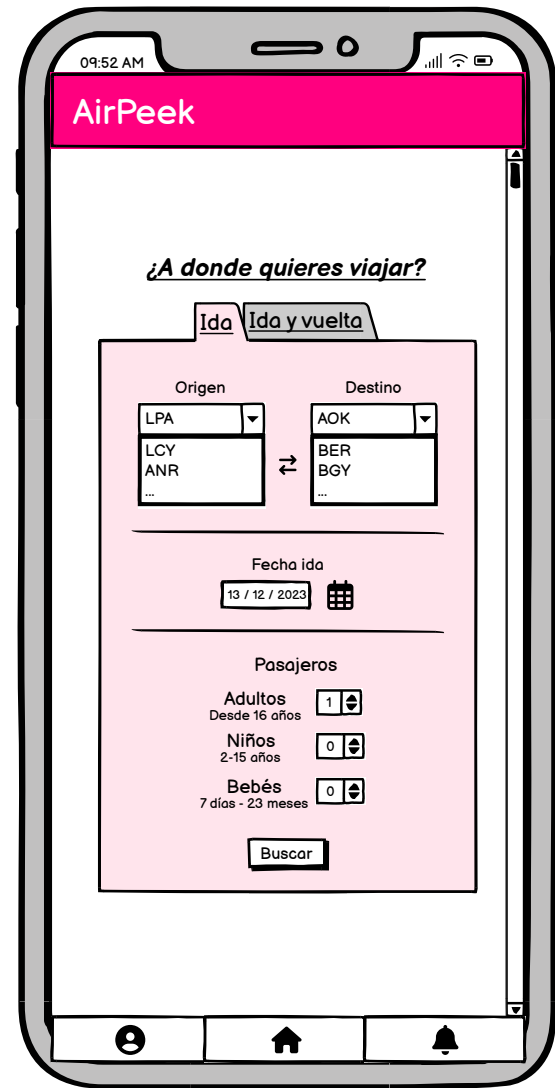 09:52 AM
AirPeek
¿A donde quieres viajar?
Ida
Ida y vuelta
Origen
Destino
LPA
AOK
LCY
BER
ANR
BGY
...
...
Fecha ida
13 / 12 / 2023
Pasajeros
Adultos
1
Desde 16 años
Niños
0
2-15 años
Bebés
0
7 días - 23 meses
Buscar